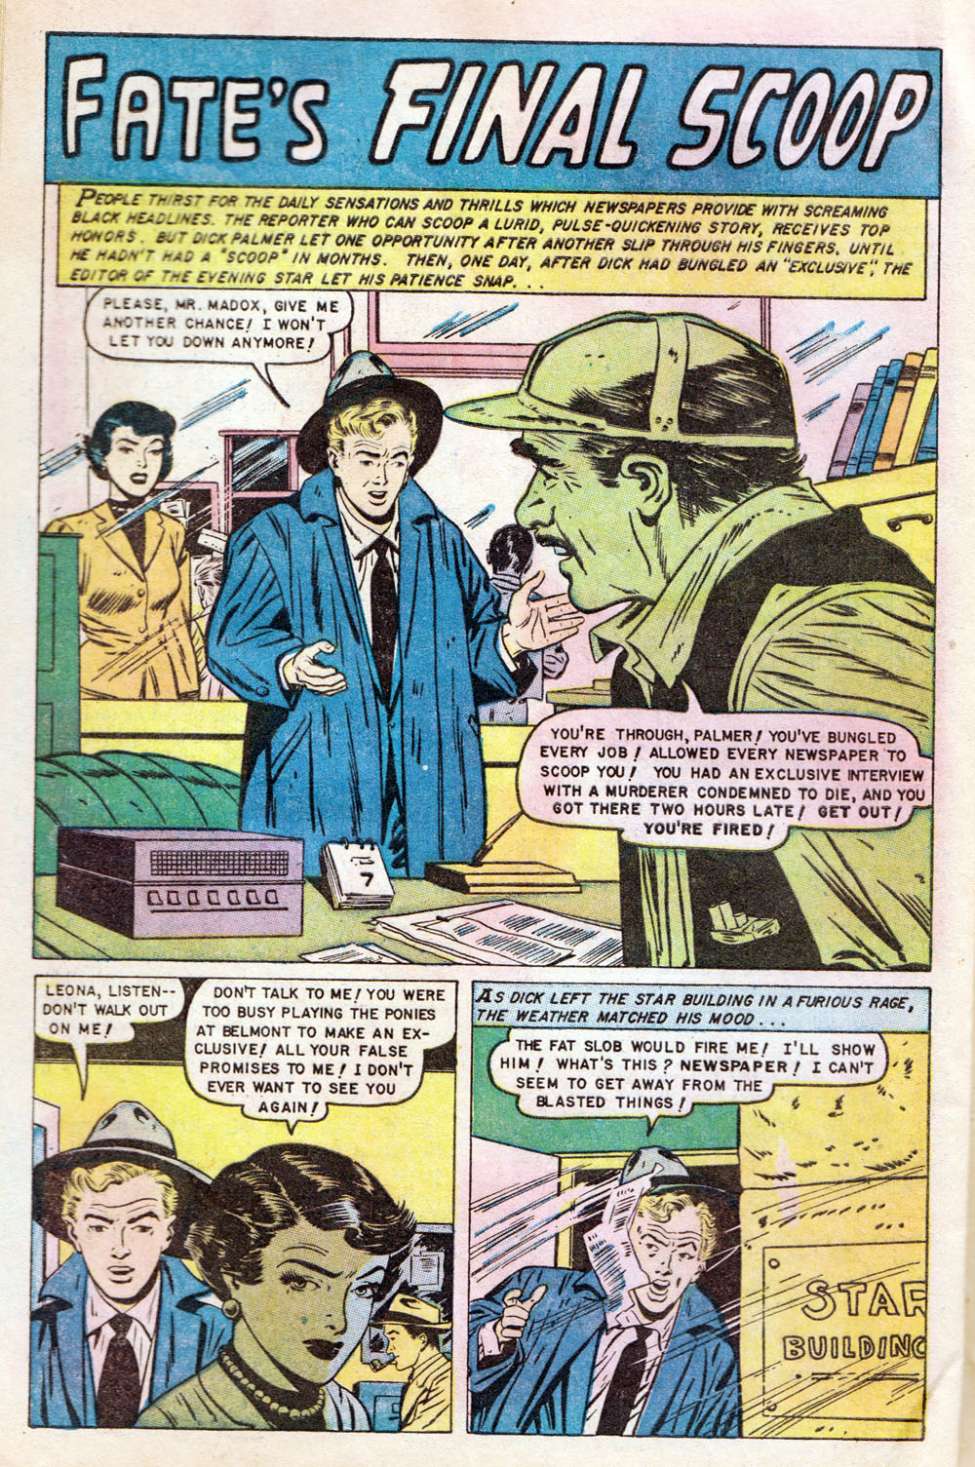 FATE'S FINAL SCOOP
PEOPLE THIRST FOR THE DAILY SENSATIONS AND THRILLS WHICH NEWSPAPERS PROVIDE WITH SCREAMING
BLACK HEADLINES. THE REPORTER WHO CAN SCOOP A LURID, PULSE-QUICKENING STORY, RECEIVES TOP
HONORS. BUT DICK PALMER LET ONE OPPORTUNITY AFTER ANOTHER SLIP THROUGH HIS FINGERS, UNTIL
HE HADN'T HAD A "SCOOP" IN MONTHS. THEN, ONE DAY, AFTER DICK HAD BUNGLED AN "EXCLUSIVE", THE
EDITOR OF THE EVENING STAR LET HIS PATIENCE SNAP...
PLEASE, MR. MADOX, GIVE ME
ANOTHER CHANCE! I WON'T
LET YOU DOWN ANYMORE!
YOU'RE THROUGH, PALMER! YOU'VE BUNGLED
EVERY JOB! ALLOWED EVERY NEWSPAPER TO
SCOOP YOU! YOU HAD AN EXCLUSIVE INTERVIEW
WITH A MURDERER CONDEMNED TO DIE, AND YOU
GOT THERE TWO HOURS LATE! GET OUT!
YOU'RE FIRED!
7
LEONA, LISTEN--
DON'T WALK OUT
ON ME!
DON'T TALK TO ME! YOU WERE
TOO BUSY PLAYING THE PONIES
AT BELMONT TO MAKE AN EX-
CLUSIVE! ALL YOUR FALSE
PROMISES TO ME! I DON'T
EVER WANT TO SEE YOU
AGAIN!
AS DICK LEFT THE STAR BUILDING IN A FURIOUS RAGE,
THE WEATHER MATCHED HIS MOOD...
THE FAT SLOB WOULD FIRE ME! I'LL SHOW
HIM! WHAT'S THIS? NEWSPAPER! I CAN'T
SEEM TO GET AWAY FROM THE
BLASTED THINGS!
STAR
BUILDING